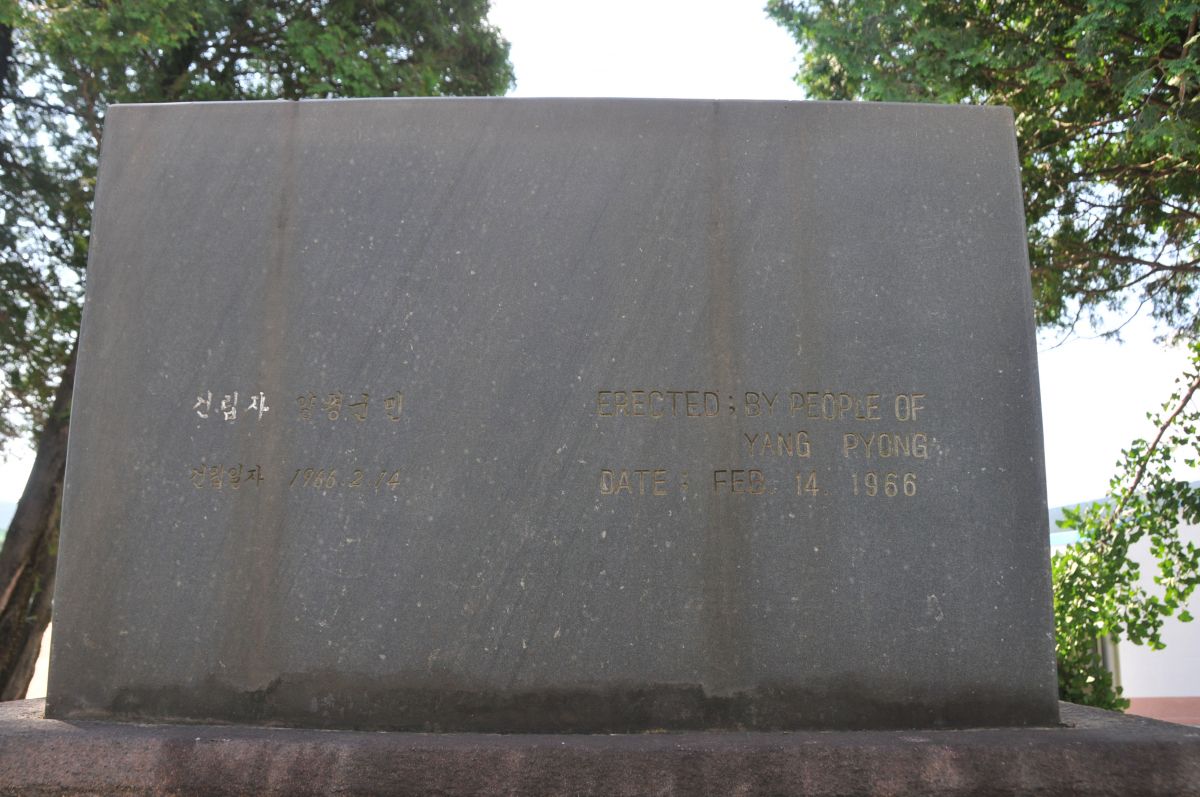 건립자 양평군민
건립일자 1966.2.14
ERECTED; BY PEOPLE OF
YANG PYONG
DATE; FEB. 14. 1966